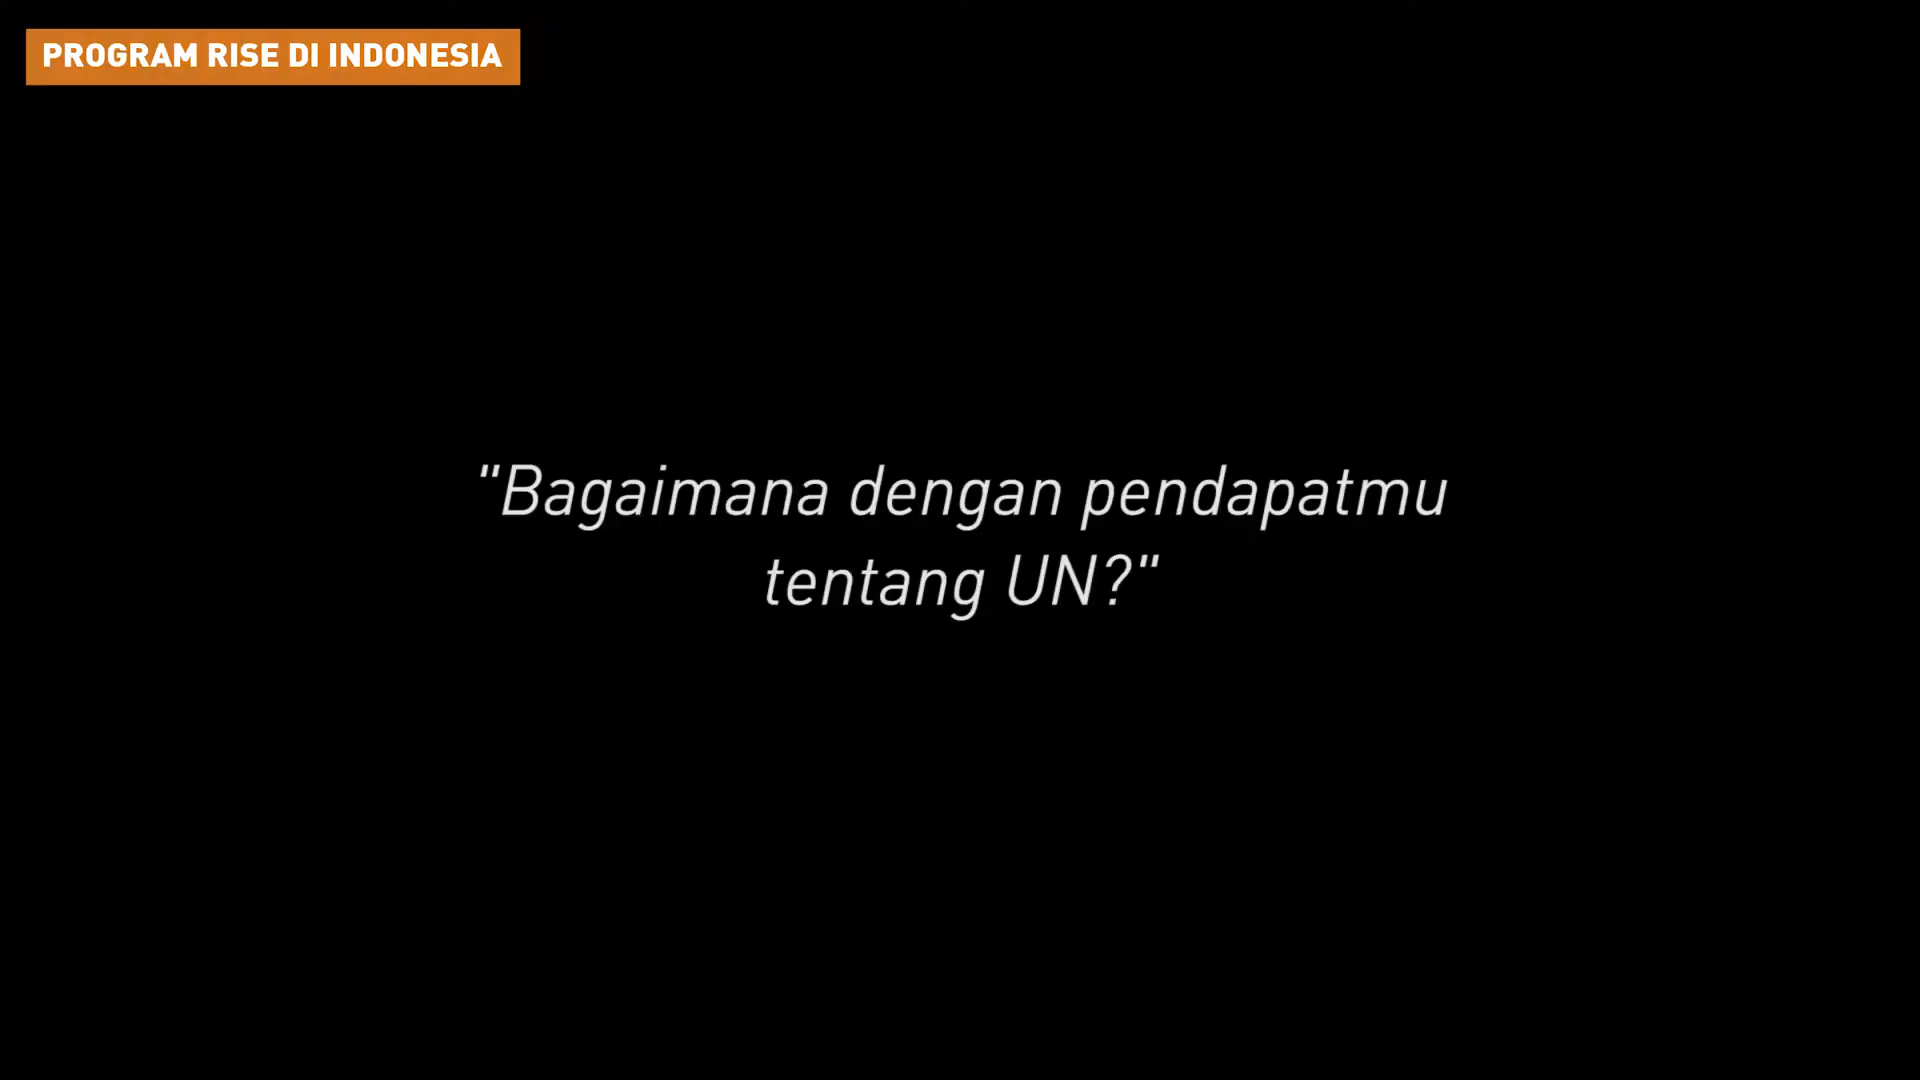 PROGRAM RISE DI INDONESIA
"Bagaimana dengan pendapatmu
tentang UN?"